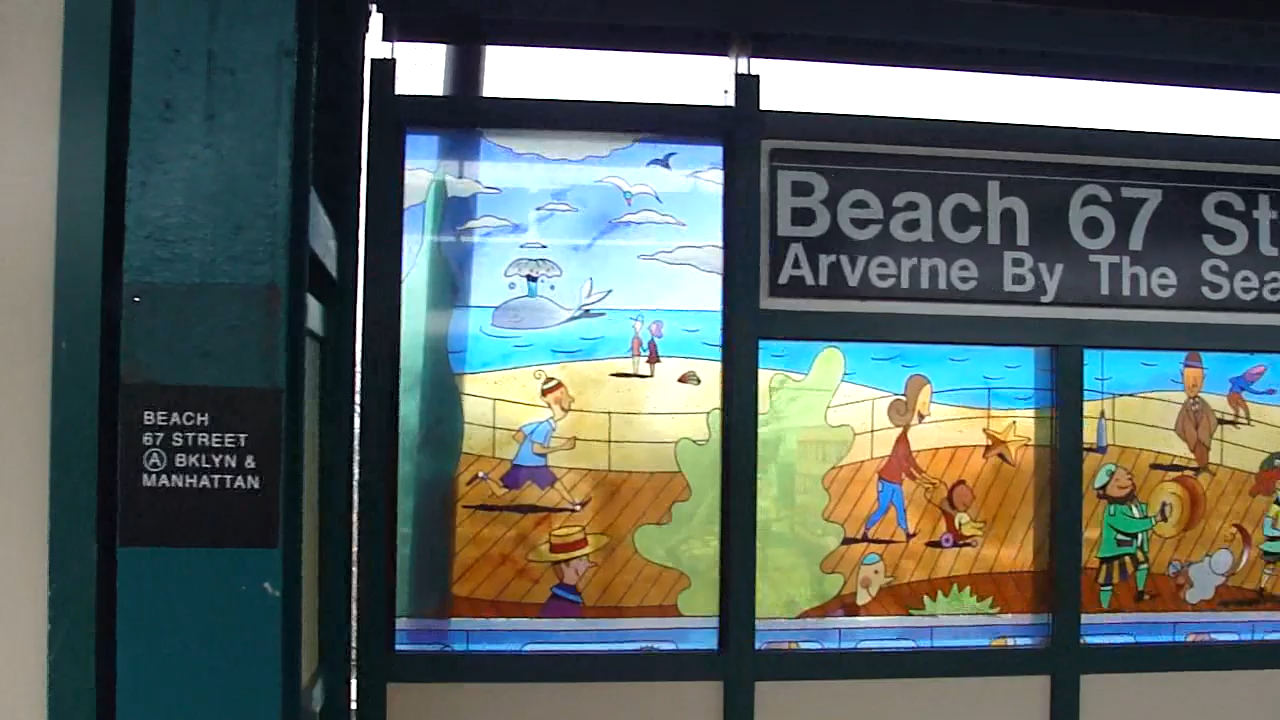 BEACH
67 STREET
Ⓐ BKLYN &
MANHATTAN
Beach 67 St
Arverne By The Sea